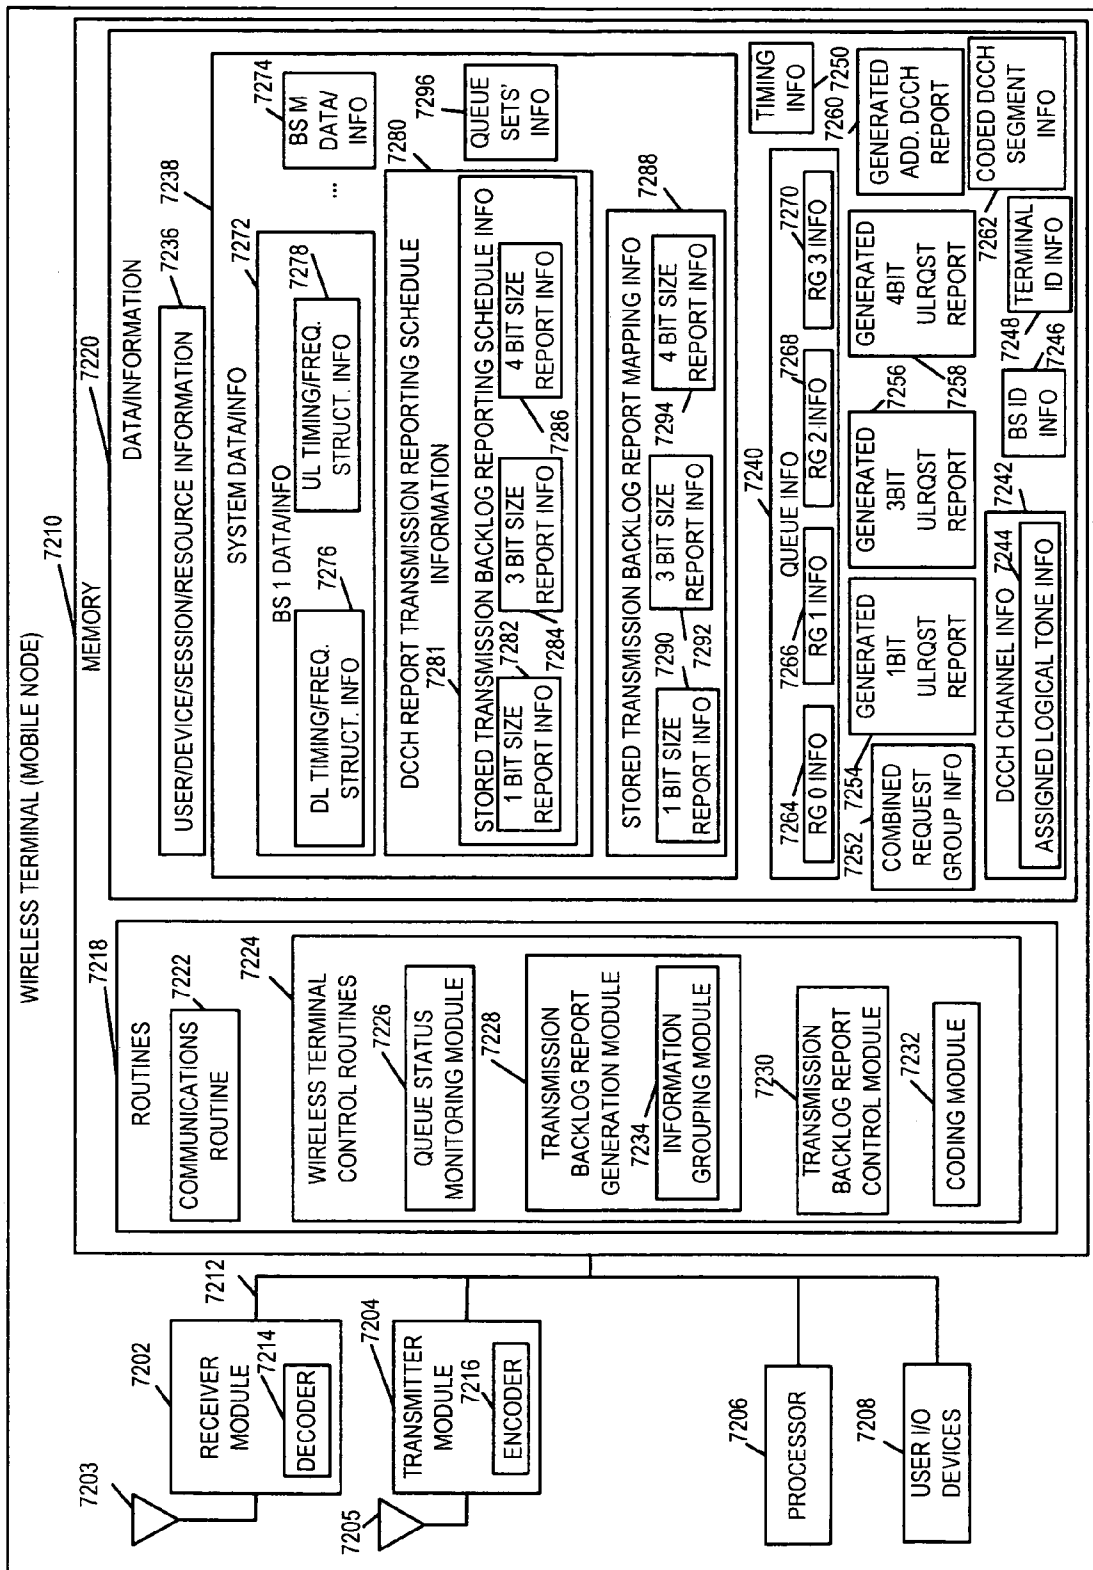 WIRELESS TERMINAL (MOBILE NODE)
7203
7202
RECEIVER
MODULE
7214
DECODER
7212
7205
7204
TRANSMITTER
MODULE
7216
ENCODER
7206
PROCESSOR
7208
USER I/O
DEVICES
7210
MEMORY
7218
ROUTINES
7222
COMMUNICATIONS
ROUTINE
7224
WIRELESS TERMINAL
CONTROL ROUTINES
7226
QUEUE STATUS
MONITORING MODULE
7228
TRANSMISSION
BACKLOG REPORT
GENERATION MODULE
7234
INFORMATION
GROUPING MODULE
7230
TRANSMISSION
BACKLOG REPORT
CONTROL MODULE
7232
CODING MODULE
7220
DATA/INFORMATION
7236
USER/DEVICE/SESSION/RESOURCE INFORMATION
7238
SYSTEM DATA/INFO
7272
BS 1 DATA/INFO
7276
DL TIMING/FREQ.
STRUCT. INFO
7278
UL TIMING/FREQ.
STRUCT. INFO
...
7274
BS M
DATA/
INFO
7280
DCCH REPORT TRANSMISSION REPORTING SCHEDULE
INFORMATION
7281
STORED TRANSMISSION BACKLOG REPORTING SCHEDULE INFO
7282
1 BIT SIZE
REPORT INFO
7284
3 BIT SIZE
REPORT INFO
7286
4 BIT SIZE
REPORT INFO
7296
QUEUE
SETS'
INFO
7288
STORED TRANSMISSION BACKLOG REPORT MAPPING INFO
7290
1 BIT SIZE
REPORT INFO
7292
3 BIT SIZE
REPORT INFO
7294
4 BIT SIZE
REPORT INFO
7240
QUEUE INFO
7264
RG 0 INFO
7266
RG 1 INFO
7268
RG 2 INFO
7270
RG 3 INFO
TIMING
INFO
7250
7252
COMBINED
REQUEST
GROUP INFO
7254
GENERATED
1BIT
ULRQST
REPORT
7256
GENERATED
3BIT
ULRQST
REPORT
7258
GENERATED
4BIT
ULRQST
REPORT
7260
GENERATED
ADD. DCCH
REPORT
7242
DCCH CHANNEL INFO
7244
ASSIGNED LOGICAL TONE INFO
7246
BS ID
INFO
7248
TERMINAL
ID INFO
7262
CODED DCCH
SEGMENT
INFO